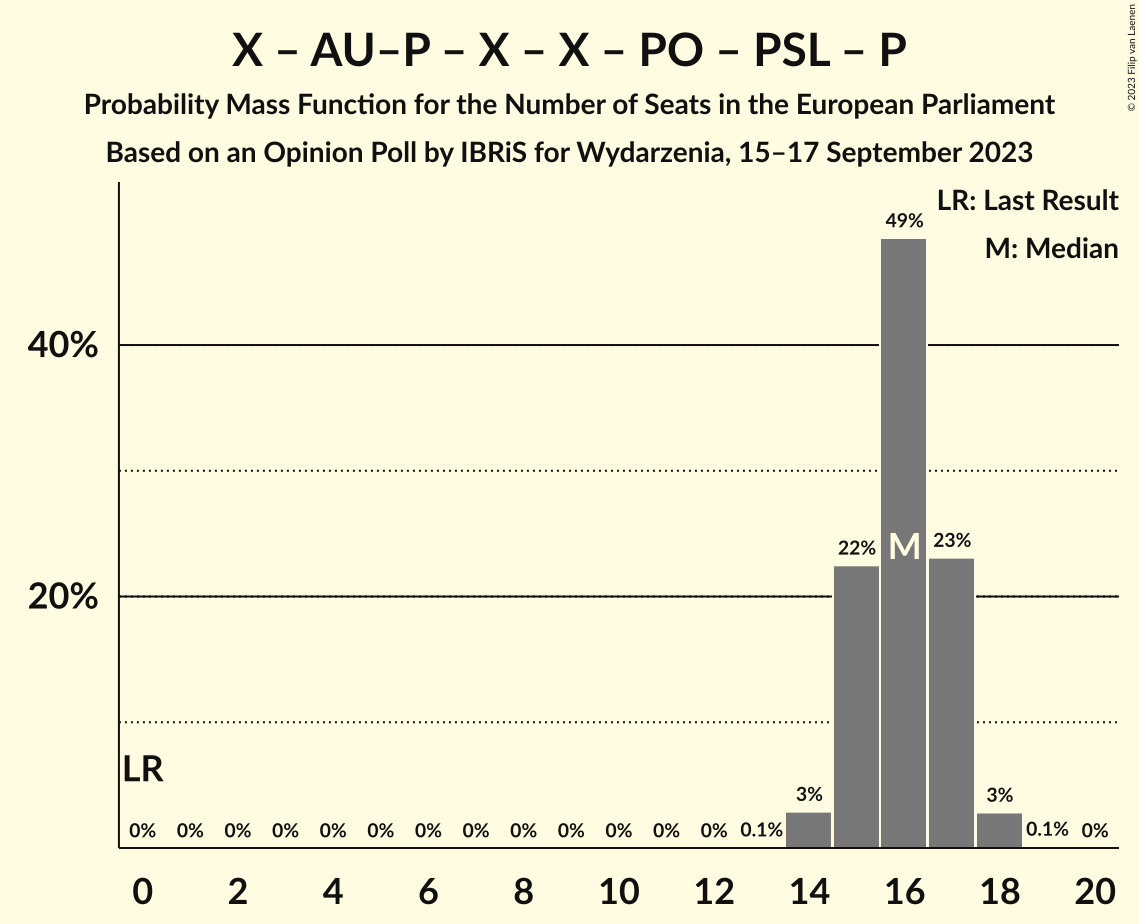 X – AU–P – X – X – PO – PSL – P
Probability Mass Function for the Number of Seats in the European Parliament
Based on an Opinion Poll by IBRiS for Wydarzenia, 15–17 September 2023
© 2023 Filip van Laenen
LR: Last Result
M: Median
49%
40%
22%
M
23%
20%
LR
0% 0% 0% 0% 0% 0% 0% 0% 0% 0% 0% 0% 0% 0.1% 3% 3% 0.1% 0%
0 2 4 6 8 10 12 14 16 18 20